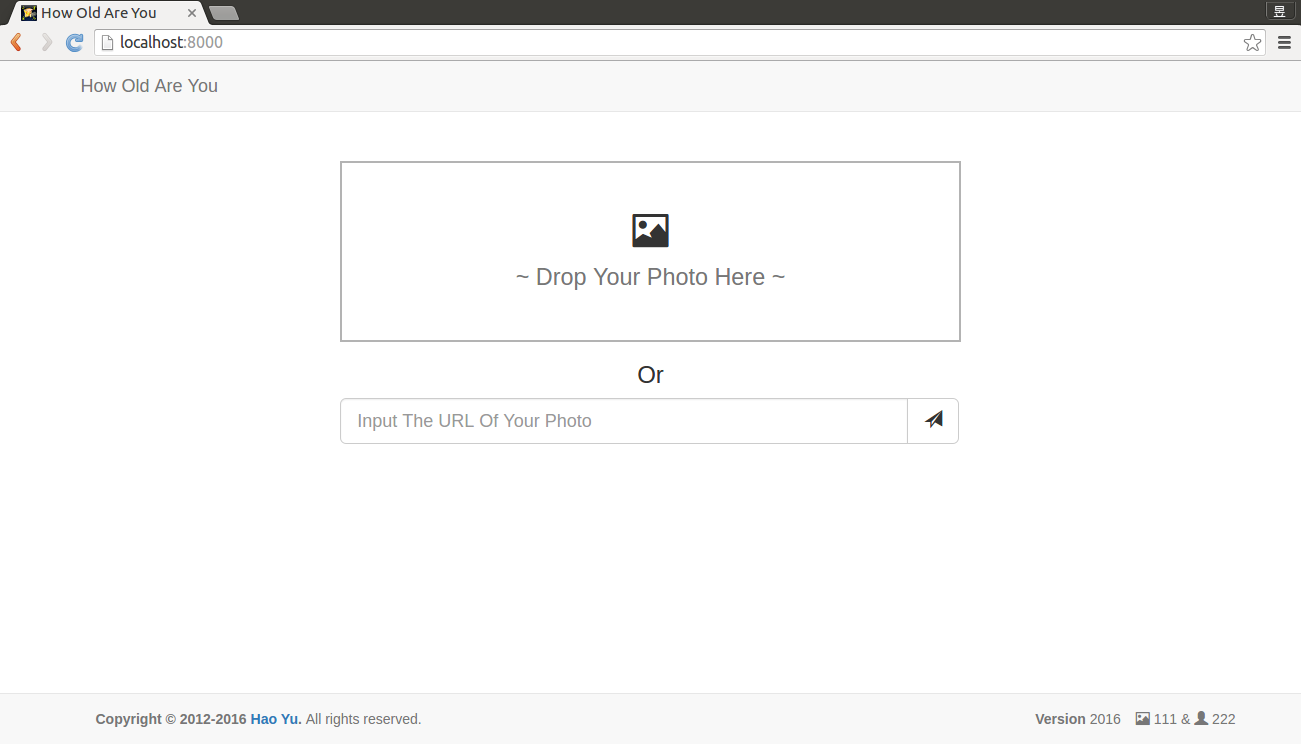 How Old Are You
昱
localhost:8000
How Old Are You
~ Drop Your Photo Here ~
Or
Input The URL Of Your Photo
Copyright © 2012-2016 Hao Yu. All rights reserved.
Version 2016 111 & 222